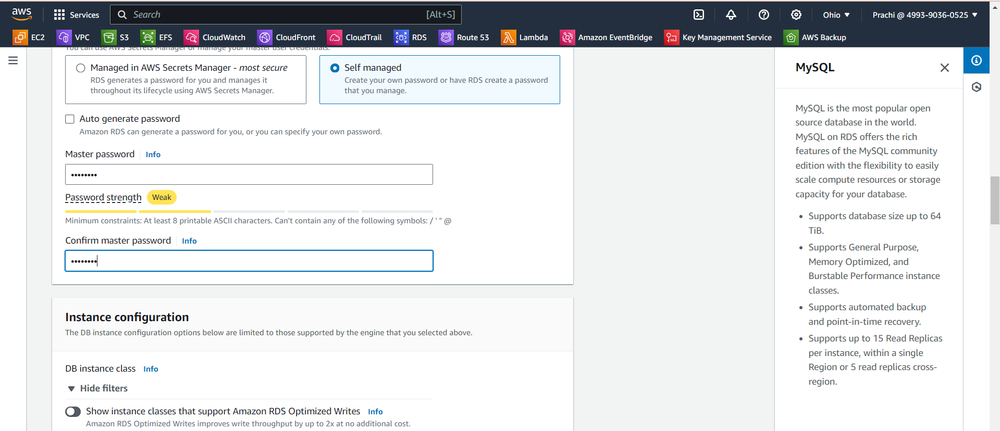 aws
Services
Search
[Alt+S]
Ohio ▼
Prachi @ 4993-9036-0525 ▼
EC2
VPC
S3
EFS
CloudWatch
CloudFront
CloudTrail
RDS
Route 53
Lambda
Amazon EventBridge
Key Management Service
AWS Backup
You can use AWS Secrets Manager or manage your master user credentials.
Managed in AWS Secrets Manager - most secure
RDS generates a password for you and manages it
throughout its lifecycle using AWS Secrets Manager.
Self managed
Create your own password or have RDS create a password
that you manage.
Auto generate password
Amazon RDS can generate a password for you, or you can specify your own password.
Master password
Info
••••••••
Password strength
Weak
Minimum constraints: At least 8 printable ASCII characters. Can't contain any of the following symbols: / ' " @
Confirm master password
Info
••••••••
Instance configuration
The DB instance configuration options below are limited to those supported by the engine that you selected above.
DB instance class
Info
▼ Hide filters
Show instance classes that support Amazon RDS Optimized Writes
Info
Amazon RDS Optimized Writes improves write throughput by up to 2x at no additional cost.
MySQL
MySQL is the most popular open
source database in the world.
MySQL on RDS offers the rich
features of the MySQL community
edition with the flexibility to easily
scale compute resources or storage
capacity for your database.
• Supports database size up to 64
TiB.
• Supports General Purpose,
Memory Optimized, and
Burstable Performance instance
classes.
• Supports automated backup
and point-in-time recovery.
• Supports up to 15 Read Replicas
per instance, within a single
Region or 5 read replicas cross-
region.